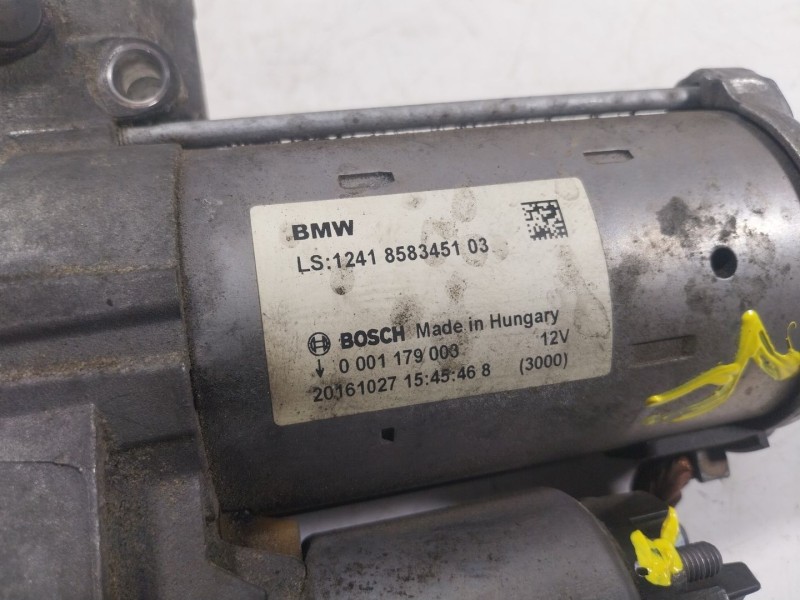 BMW
LS:1241 8583451 03
BOSCH Made in Hungary
0 001 179 003 12V
20161027 15:45:46 8 (3000)